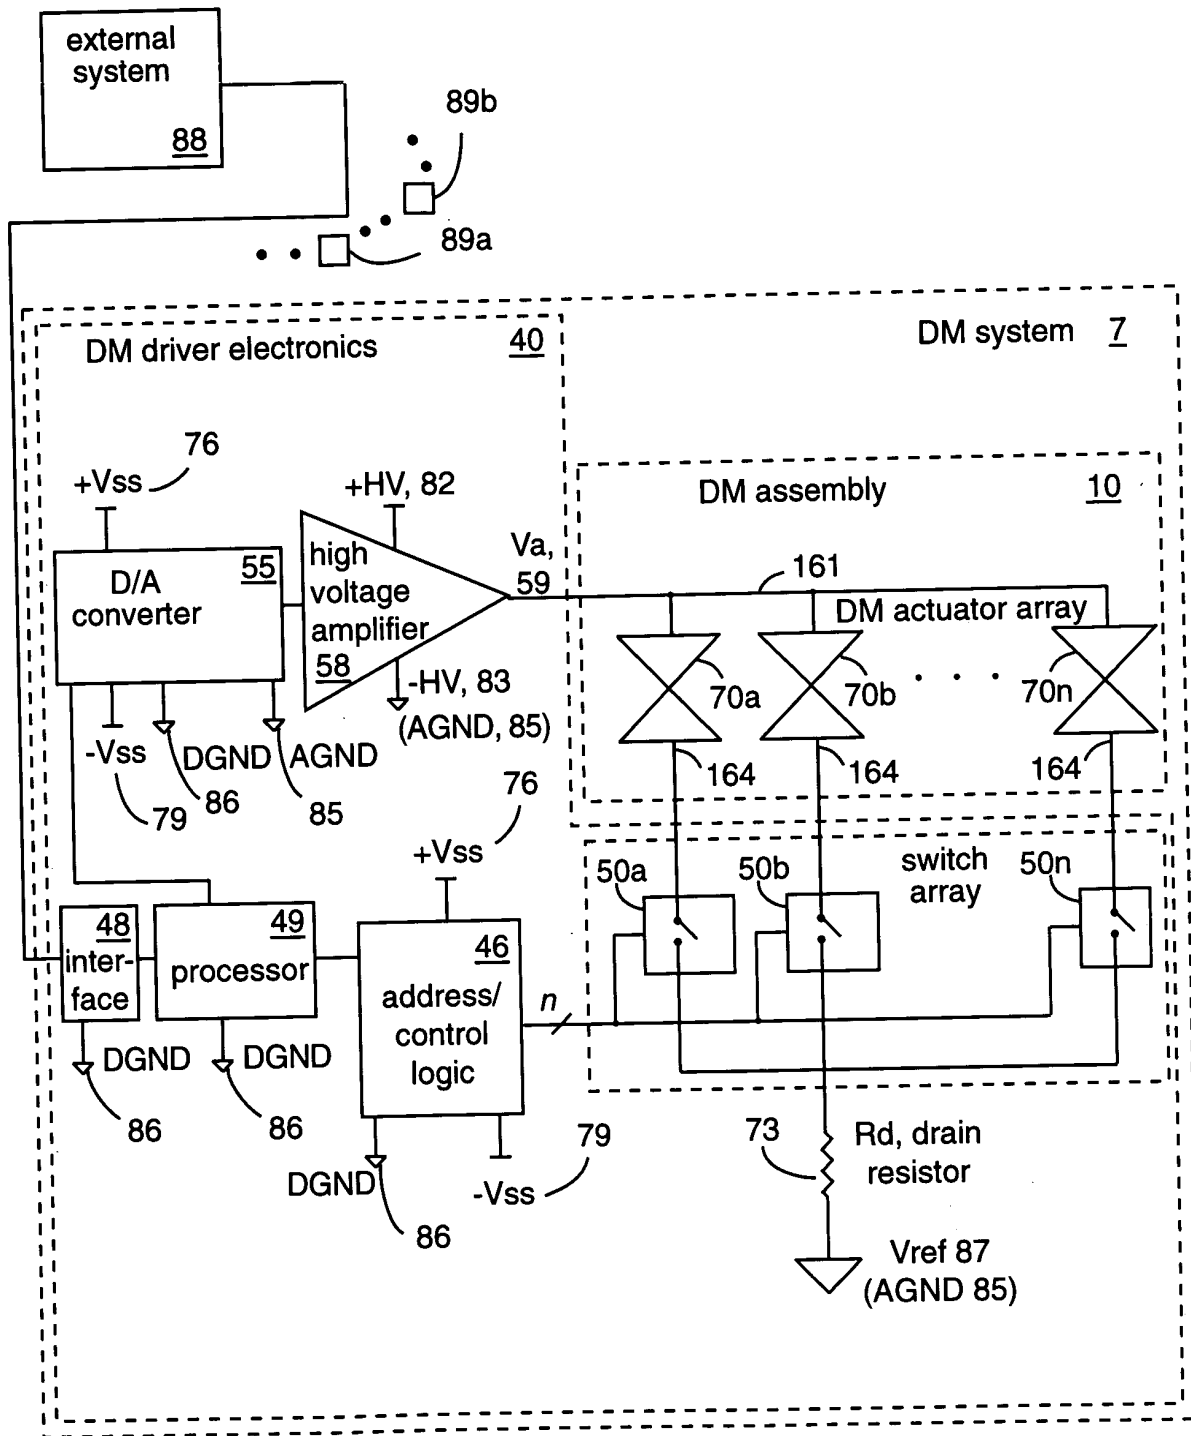 external
system
88
89b
89a
DM driver electronics 40
DM system 7
76
+Vss
+HV, 82
DM assembly 10
Va,
59
55
D/A
converter
high
voltage
amplifier
58
161
DM actuator array
70a
70b
. . . .
70n
-HV, 83
(AGND, 85)
-Vss
DGND
AGND
79
86
85
164
164
164
76
+Vss
switch
array
50a
50b
50n
48
inter-
face
49
processor
46
address/
control
logic
n
DGND
DGND
86
86
DGND
86
-Vss
79
73
Rd, drain
resistor
Vref 87
(AGND 85)